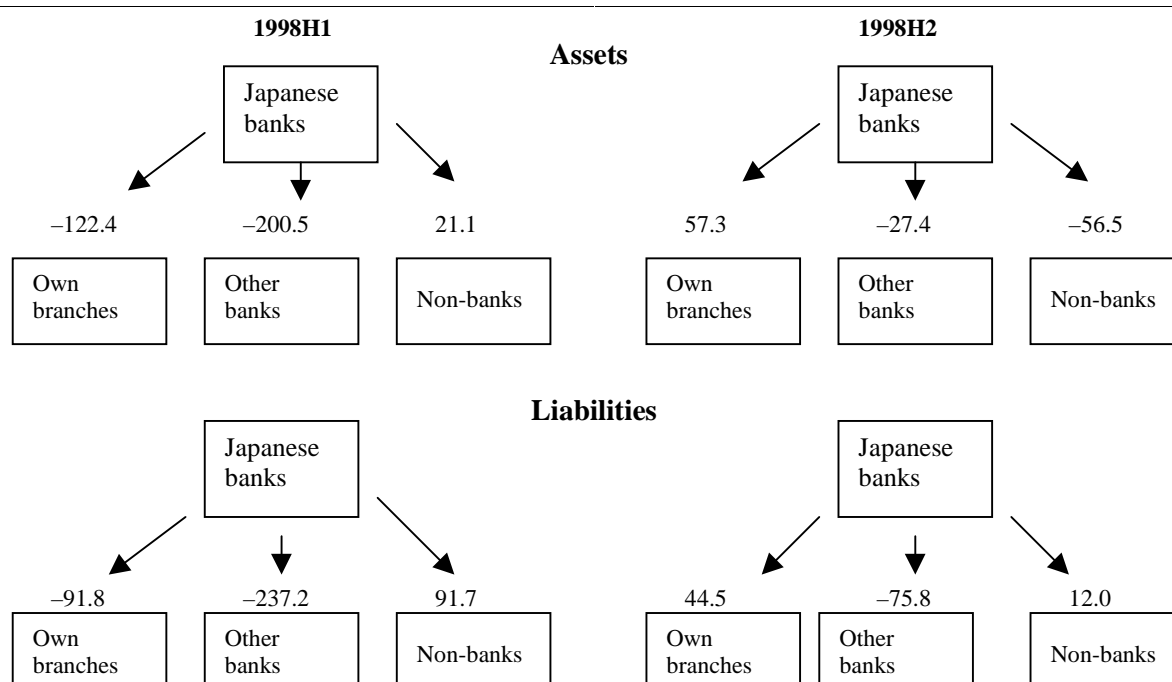 1998H1 1998H2
Assets
Japanese banks Japanese banks
–122.4 –200.5 21.1 57.3 –27.4 –56.5
Own branches Other banks Non-banks Own branches Other banks Non-banks
Liabilities
Japanese banks Japanese banks
–91.8 –237.2 91.7 44.5 –75.8 12.0
Own branches Other banks Non-banks Own branches Other banks Non-banks